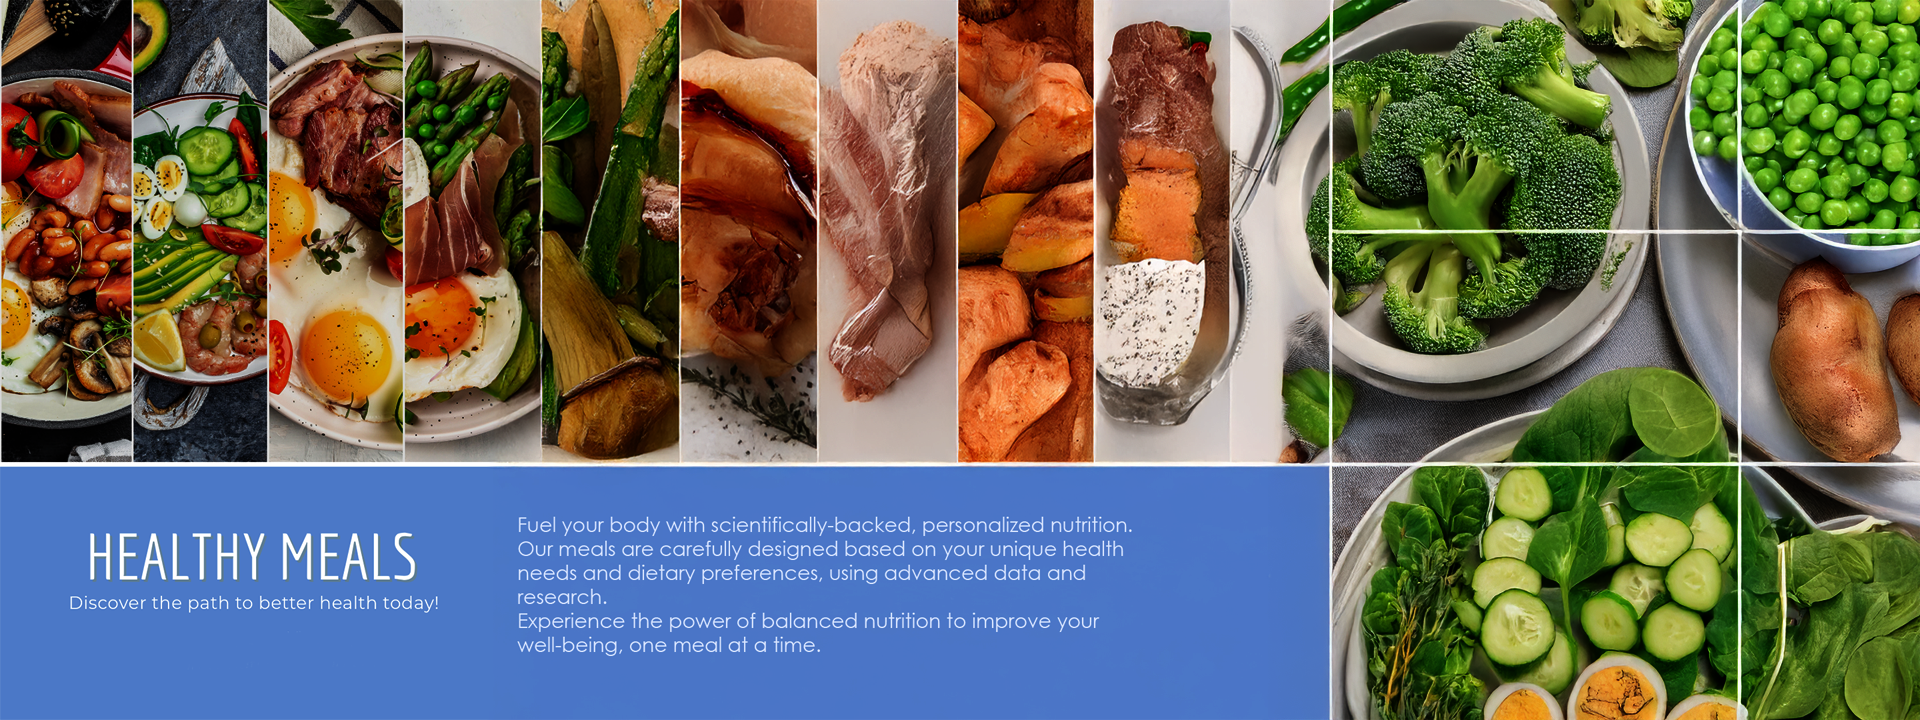 HEALTHY MEALS
Discover the path to better health today!
Fuel your body with scientifically-backed, personalized nutrition.
Our meals are carefully designed based on your unique health
needs and dietary preferences, using advanced data and
research.
Experience the power of balanced nutrition to improve your
well-being, one meal at a time.